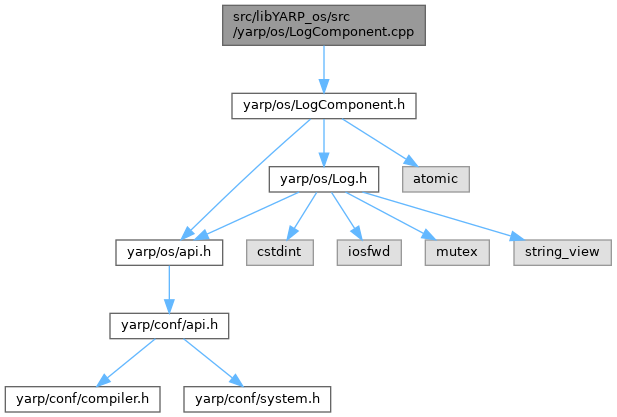 src/libYARP_os/src
/yarp/os/LogComponent.cpp
yarp/os/LogComponent.h
yarp/os/Log.h
atomic
yarp/os/api.h
cstdint
iosfwd
mutex
string_view
yarp/conf/api.h
yarp/conf/compiler.h
yarp/conf/system.h